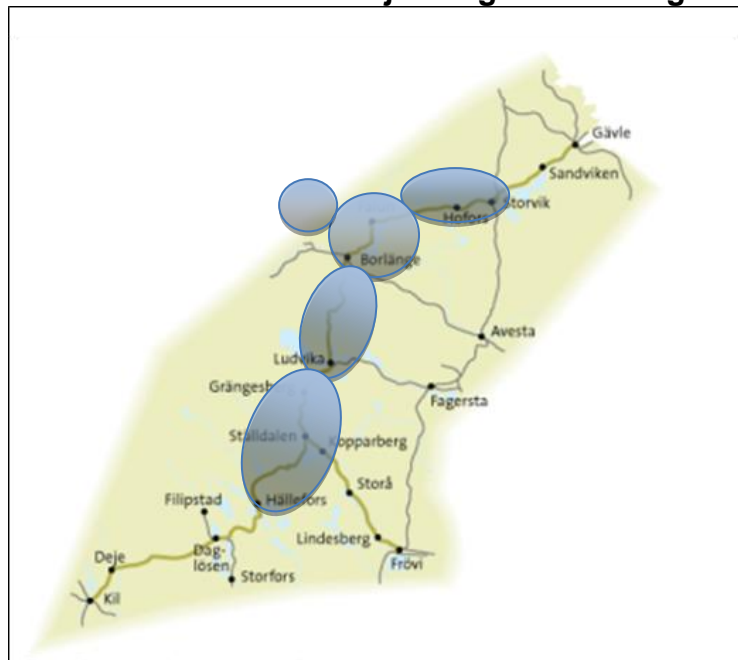 Gävle
Sandviken
Storvik
Hofors
Borlänge
Avesta
Ludvika
Grängesb
Fagersta
Ställdalen
Kopparberg
Storå
Filipstad
Hällefors
Lindesberg
Deje
Dag-
lösen
Frövi
Storfors
Kil